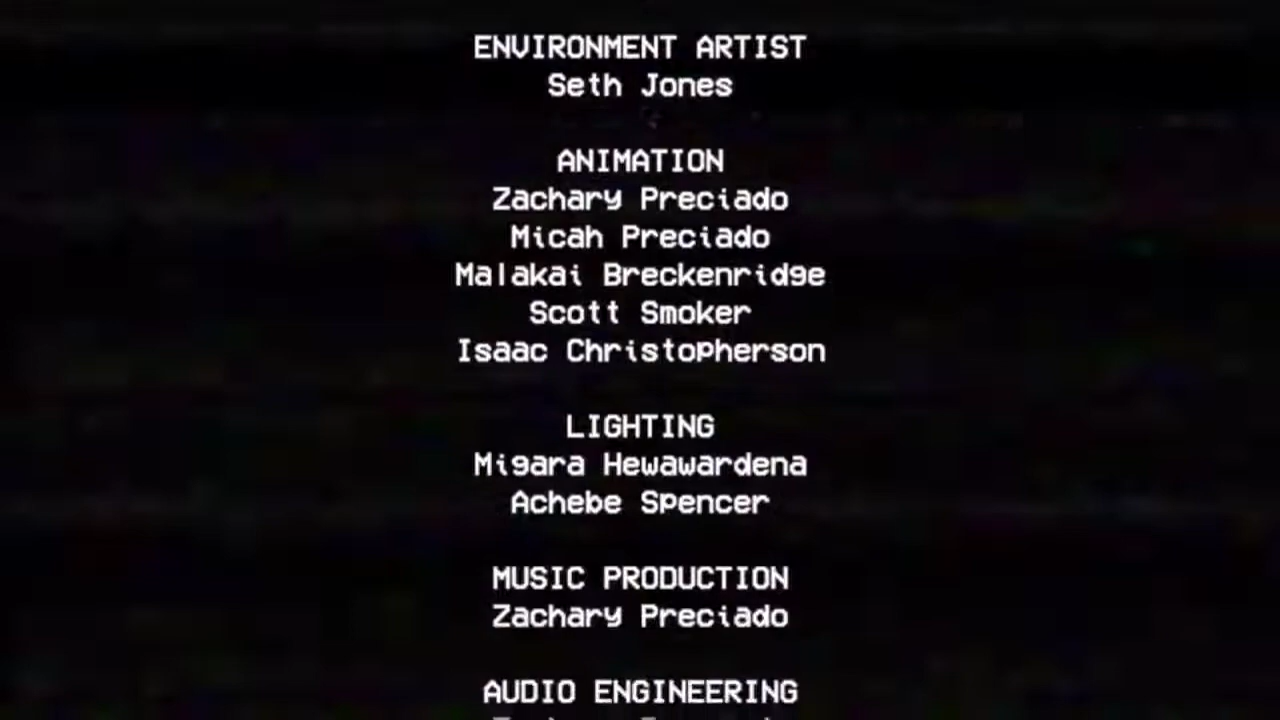 ENVIRONMENT ARTIST
Seth Jones
ANIMATION
Zachary Preciado
Micah Preciado
Malakai Breckenridge
Scott Smoker
Isaac Christopherson
LIGHTING
Migara Hewawardena
Achebe Spencer
MUSIC PRODUCTION
Zachary Preciado
AUDIO ENGINEERING